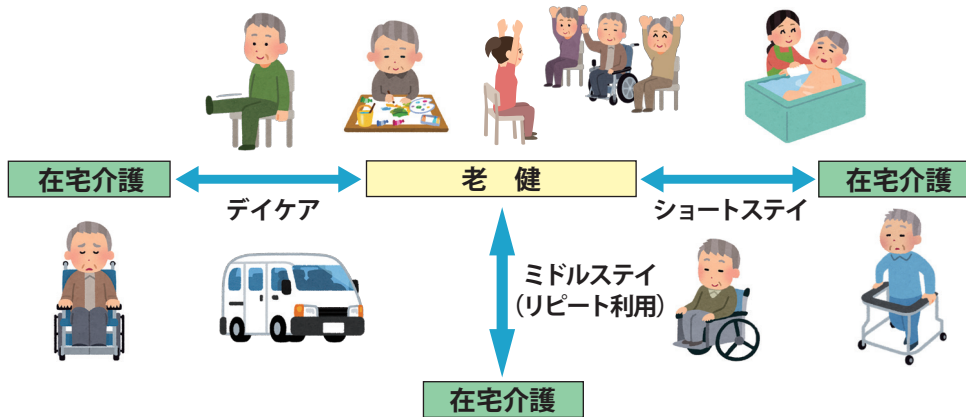 在宅介護
老　健
在宅介護
デイケア
ショートステイ
ミドルステイ
（リピート利用）
在宅介護